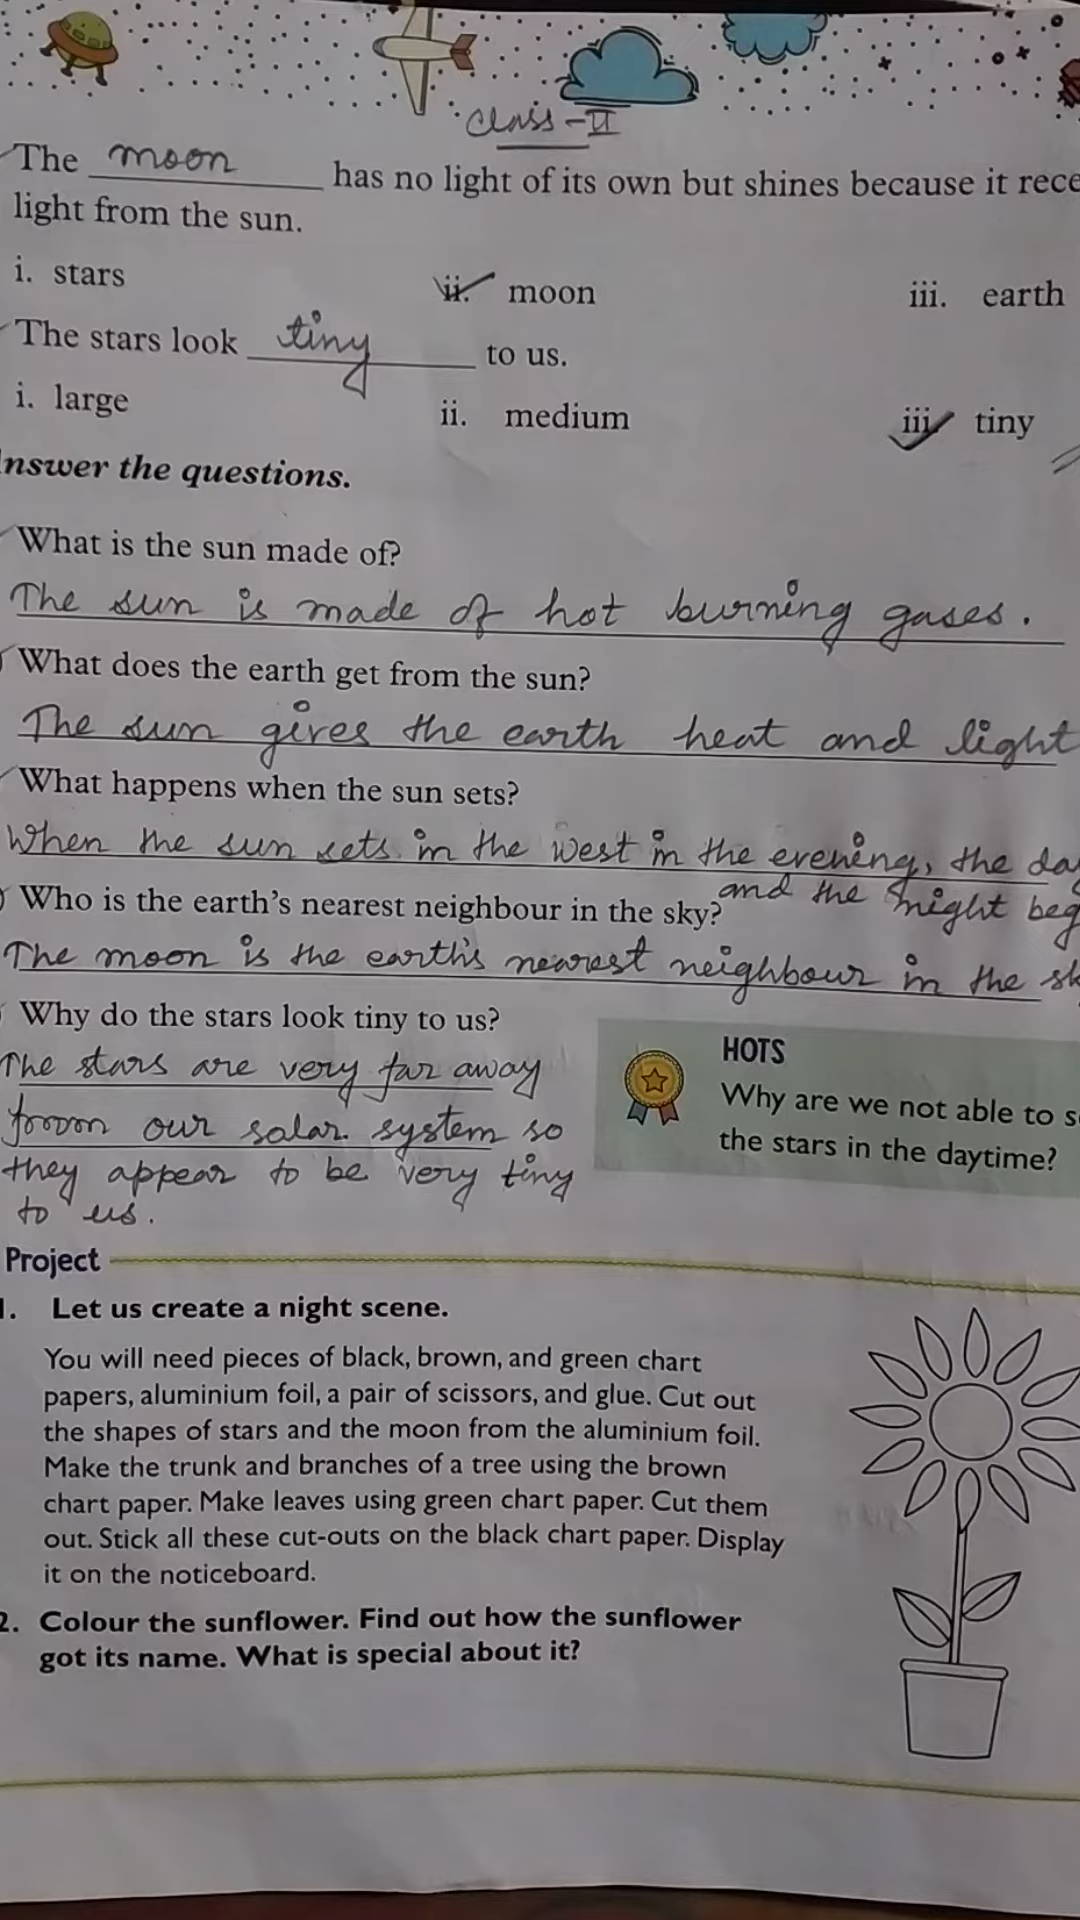 Class - II
The moon has no light of its own but shines because it rece
light from the sun.
i. stars ii. moon iii. earth
The stars look tiny to us.
i. large ii. medium iii. tiny
nswer the questions.
What is the sun made of?
The sun is made of hot burning gases.
What does the earth get from the sun?
The sun gives the earth heat and light
What happens when the sun sets?
When the sun sets in the west in the evening, the da
and the night beg
Who is the earth's nearest neighbour in the sky?
The moon is the earth's nearest neighbour in the sk
Why do the stars look tiny to us?
The stars are very far away
from our solar system so
they appear to be very tiny
to us.
HOTS
Why are we not able to s
the stars in the daytime?
Project
1. Let us create a night scene.
You will need pieces of black, brown, and green chart
papers, aluminium foil, a pair of scissors, and glue. Cut out
the shapes of stars and the moon from the aluminium foil.
Make the trunk and branches of a tree using the brown
chart paper. Make leaves using green chart paper. Cut them
out. Stick all these cut-outs on the black chart paper. Display
it on the noticeboard.
2. Colour the sunflower. Find out how the sunflower
got its name. What is special about it?